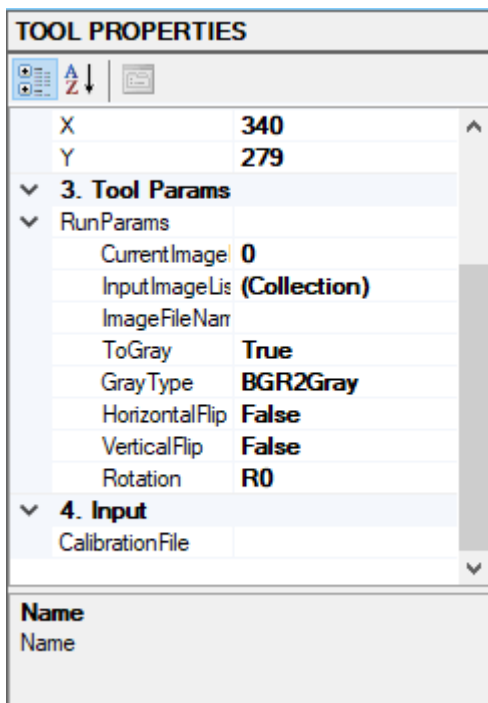 TOOL PROPERTIES
X 340
Y 279
3. Tool Params
RunParams
CurrentImage 0
InputImageLis (Collection)
ImageFileNam
ToGray True
GrayType BGR2Gray
HorizontalFlip False
VerticalFlip False
Rotation R0
4. Input
CalibrationFile
Name
Name